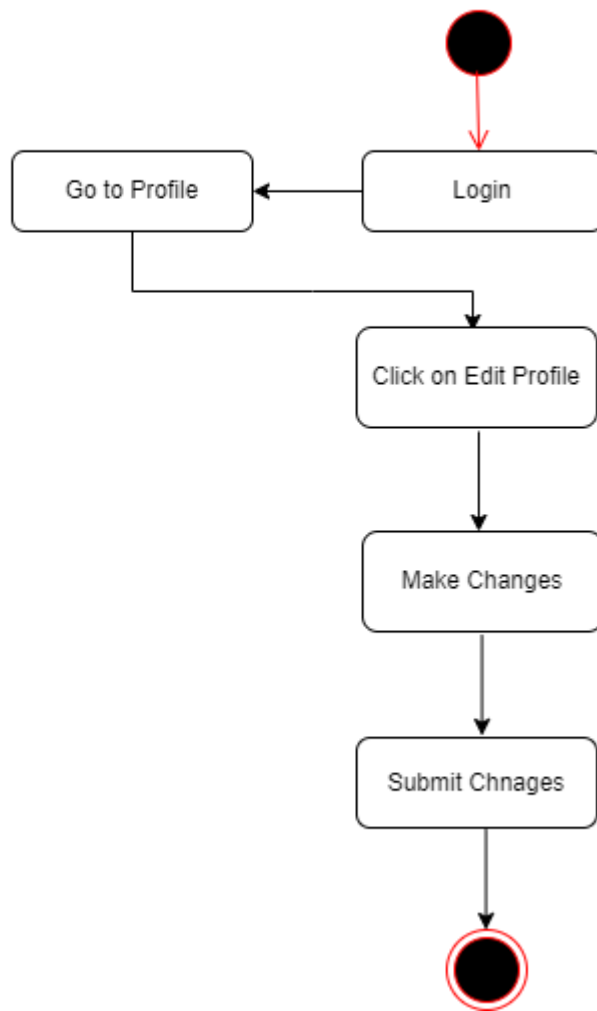 Login
Go to Profile
Click on Edit Profile
Make Changes
Submit Chnages